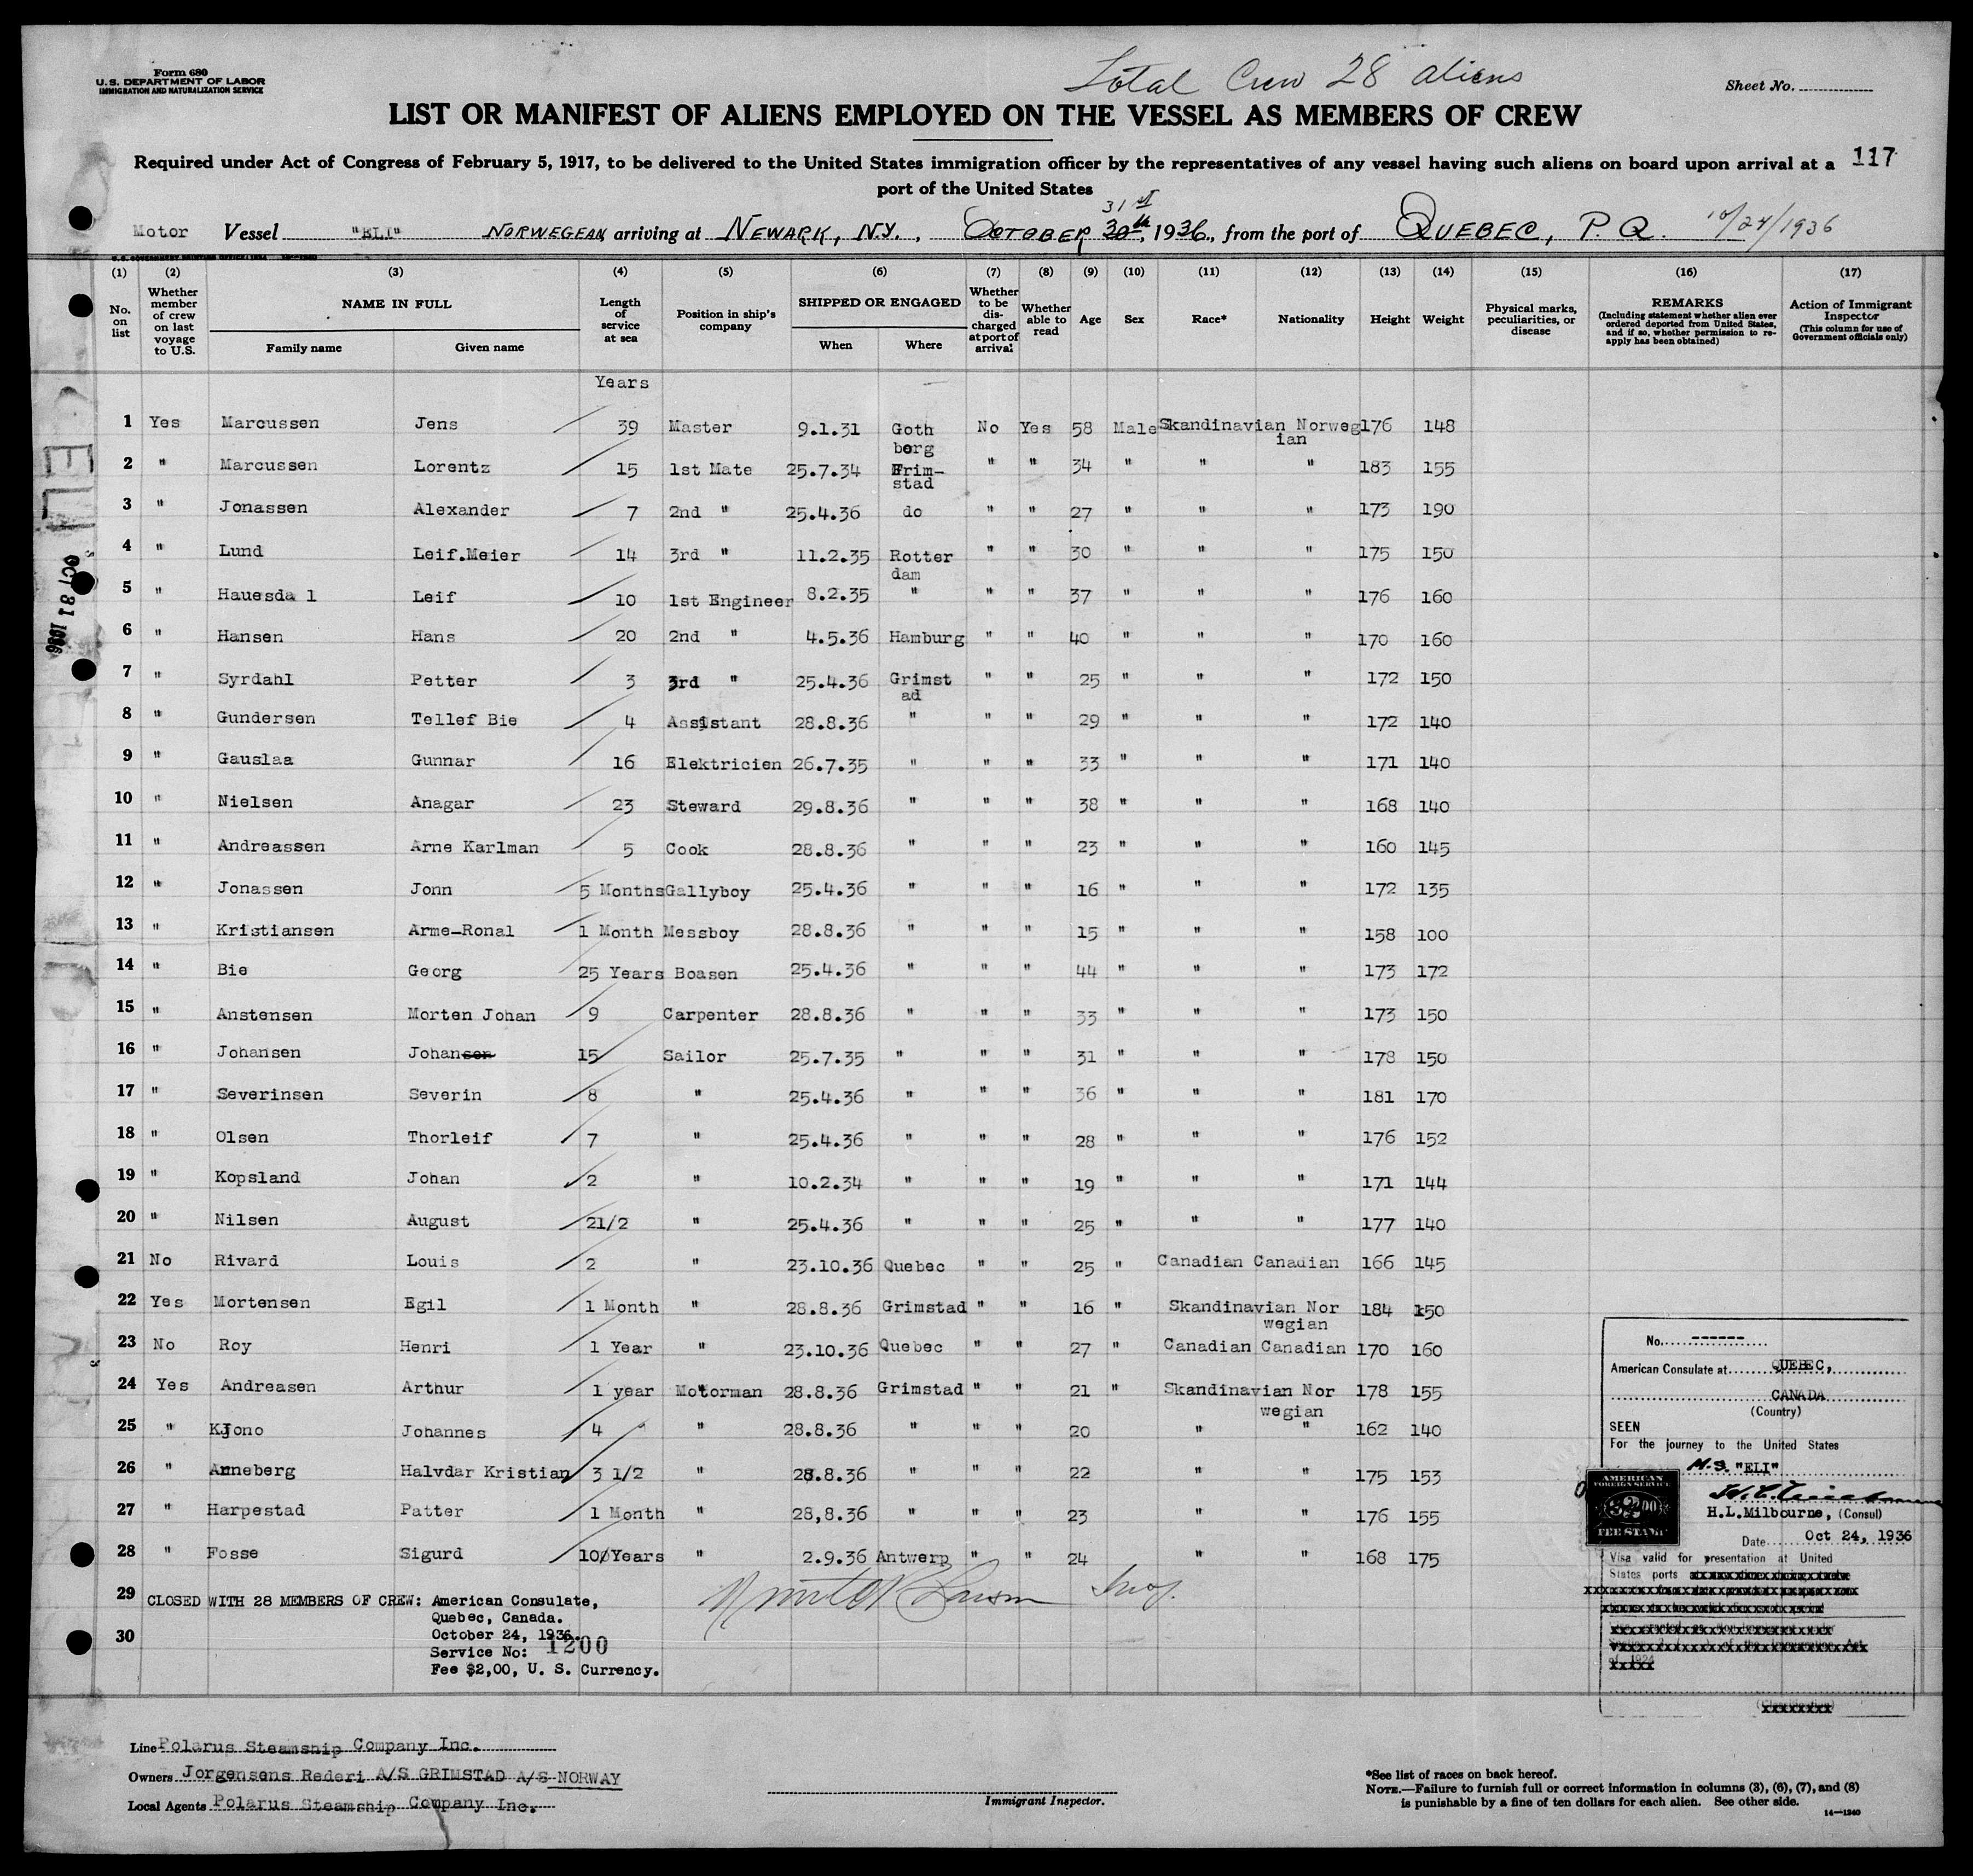 Form 680
U.S. DEPARTMENT OF LABOR
IMMIGRATION AND NATURALIZATION SERVICE
Total Crew 28 aliens
Sheet No.
LIST OR MANIFEST OF ALIENS EMPLOYED ON THE VESSEL AS MEMBERS OF CREW
Required under Act of Congress of February 5, 1917, to be delivered to the United States immigration officer by the representatives of any vessel having such aliens on board upon arrival at a
port of the United States
117
31st
Motor Vessel "ELI" NORWEGEAN arriving at NEWARK, N.Y., OCTOBER 30th, 1936, from the port of QUEBEC, P.Q. 10/24/1936
(1) (2) (3) (4) (5) (6) (7) (8) (9) (10) (11) (12) (13) (14) (15) (16) (17)
No. on list
Whether member of crew on last voyage to U.S.
NAME IN FULL
Family name Given name
Length of service at sea
Position in ship's company
SHIPPED OR ENGAGED
When Where
Whether to be discharged at port of arrival
Whether able to read
Age
Sex
Race*
Nationality
Height
Weight
Physical marks, peculiarities, or disease
REMARKS
(Including statement whether alien ever ordered deported from United States, and if so, whether permission to reapply has been obtained)
Action of Immigrant Inspector
(This column for use of Government officials only)
Years
1 Yes Marcussen Jens 39 Master 9.1.31 Goth berg No Yes 58 Male Skandinavian Norweg ian 176 148
2 " Marcussen Lorentz 15 1st Mate 25.7.34 Frim- stad " " 34 " " " 183 155
3 " Jonassen Alexander 7 2nd " 25.4.36 do " " 27 " " " 173 190
4 " Lund Leif.Meier 14 3rd " 11.2.35 Rotter dam " " 30 " " " 175 150
5 " Hauesda l Leif 10 1st Engineer 8.2.35 " " " 37 " " " 176 160
6 " Hansen Hans 20 2nd " 4.5.36 Hamburg " " 40 " " " 170 160
7 " Syrdahl Petter 3 3rd " 25.4.36 Grimst ad " " 25 " " " 172 150
8 " Gundersen Tellef Bie 4 Assistant 28.8.36 " " " 29 " " " 172 140
9 " Gauslaa Gunnar 16 Elektricien 26.7.35 " " " 33 " " " 171 140
10 " Nielsen Anagar 23 Steward 29.8.36 " " " 38 " " " 168 140
11 " Andreassen Arne Karlman 5 Cook 28.8.36 " " " 23 " " " 160 145
12 " Jonassen Jonn 5 Months Gallyboy 25.4.36 " " " 16 " " " 172 135
13 " Kristiansen Arme-Ronal 1 Month Messboy 28.8.36 " " " 15 " " " 158 100
14 " Bie Georg 25 Years Boasen 25.4.36 " " " 44 " " " 173 172
15 " Anstensen Morten Johan 9 Carpenter 28.8.36 " " " 33 " " " 173 150
16 " Johansen Johansen 15 Sailor 25.7.35 " " " 31 " " " 178 150
17 " Severinsen Severin 8 " 25.4.36 " " " 36 " " " 181 170
18 " Olsen Thorleif 7 " 25.4.36 " " " 28 " " " 176 152
19 " Kopsland Johan 2 " 10.2.34 " " " 19 " " " 171 144
20 " Nilsen August 21/2 " 25.4.36 " " " 25 " " " 177 140
21 No Rivard Louis 2 " 23.10.36 Quebec " " 25 " Canadian Canadian 166 145
22 Yes Mortensen Egil 1 Month " 28.8.36 Grimstad " " 16 " Skandinavian Nor wegian 184 150
23 No Roy Henri 1 Year " 23.10.36 Quebec " " 27 " Canadian Canadian 170 160
24 Yes Andreasen Arthur 1 year Motorman 28.8.36 Grimstad " " 21 " Skandinavian Nor wegian 178 155
25 " KJono Johannes 4 " " 28.8.36 " " " 20 " " 162 140
26 " Anneberg Halvdar Kristian 3 1/2 " 28.8.36 " " " 22 " " 175 153
27 " Harpestad Patter 1 Month " 28,8.36 " " " 23 " " 176 155
28 " Fosse Sigurd 10 Years " 2.9.36 Antwerp " " 24 " " 168 175
29 CLOSED WITH 28 MEMBERS OF CREW: American Consulate,
Quebec, Canada.
30 October 24, 1936.
Service No: 1200
Fee $2,00, U. S. Currency.
No. ------
American Consulate at QUEBEC,
CANADA
(Country)
SEEN
For the journey to the United States
M.S. "ELI"
H.L.Milbourne, (Consul)
Date Oct 24, 1936
Visa valid for presentation at United
States ports
of 1924
AMERICAN
FOREIGN SERVICE
$2.00
FEE STAMP
ELI
OCT 31 1936
Line Polarus Steamship Company Inc.
Owners Jorgensens Rederi A/S GRIMSTAD A/S NORWAY
Local Agents Polarus Steamship Company Inc.
Immigrant Inspector.
*See list of races on back hereof.
NOTE.—Failure to furnish full or correct information in columns (3), (6), (7), and (8)
is punishable by a fine of ten dollars for each alien. See other side.
14—1240